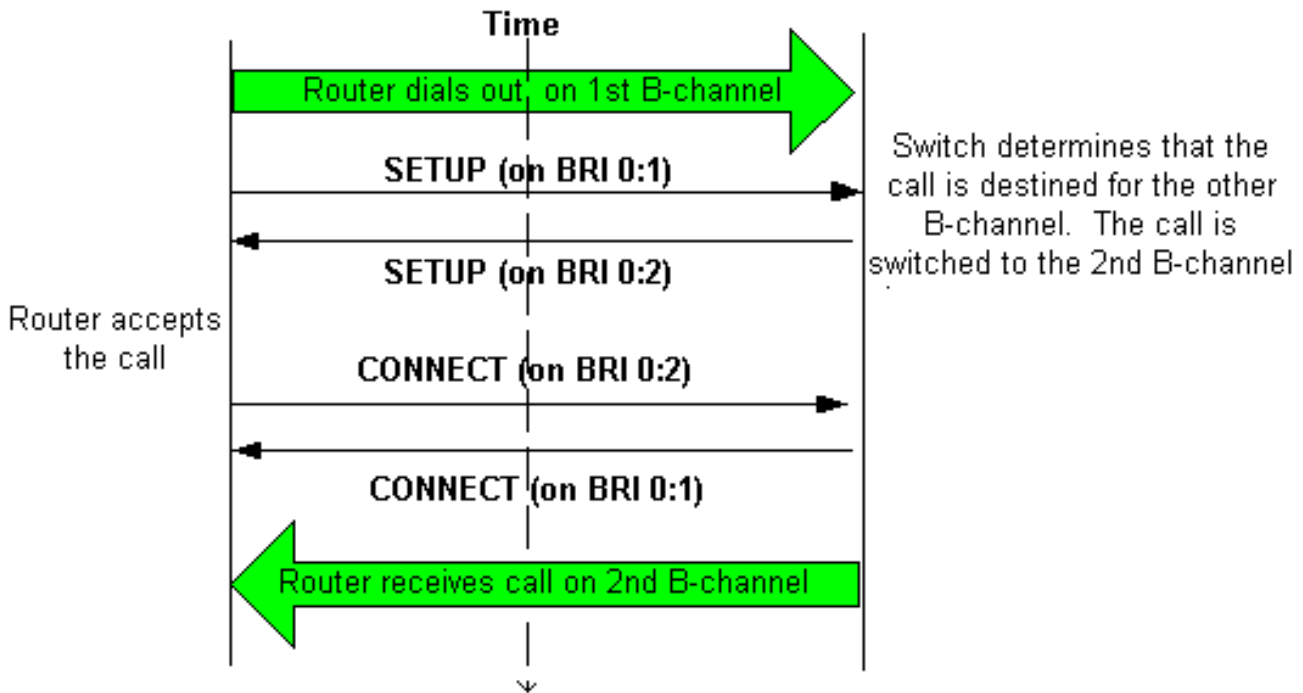 Time
Router dials out, on 1st B-channel
SETUP (on BRI 0:1)
Switch determines that the
call is destined for the other
B-channel. The call is
switched to the 2nd B-channel
SETUP (on BRI 0:2)
Router accepts
the call
CONNECT (on BRI 0:2)
CONNECT (on BRI 0:1)
Router receives call on 2nd B-channel